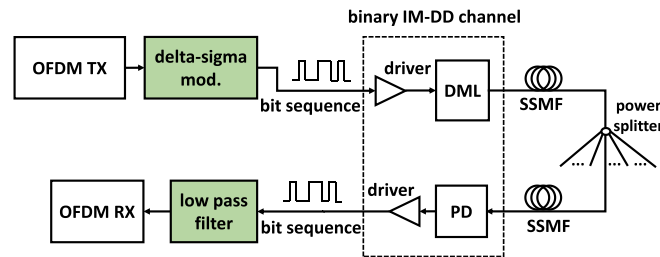 binary IM-DD channel
OFDM TX
delta-sigma
mod.
bit sequence
driver
DML
SSMF
power
splitter
... ...
OFDM RX
low pass
filter
bit sequence
driver
PD
SSMF